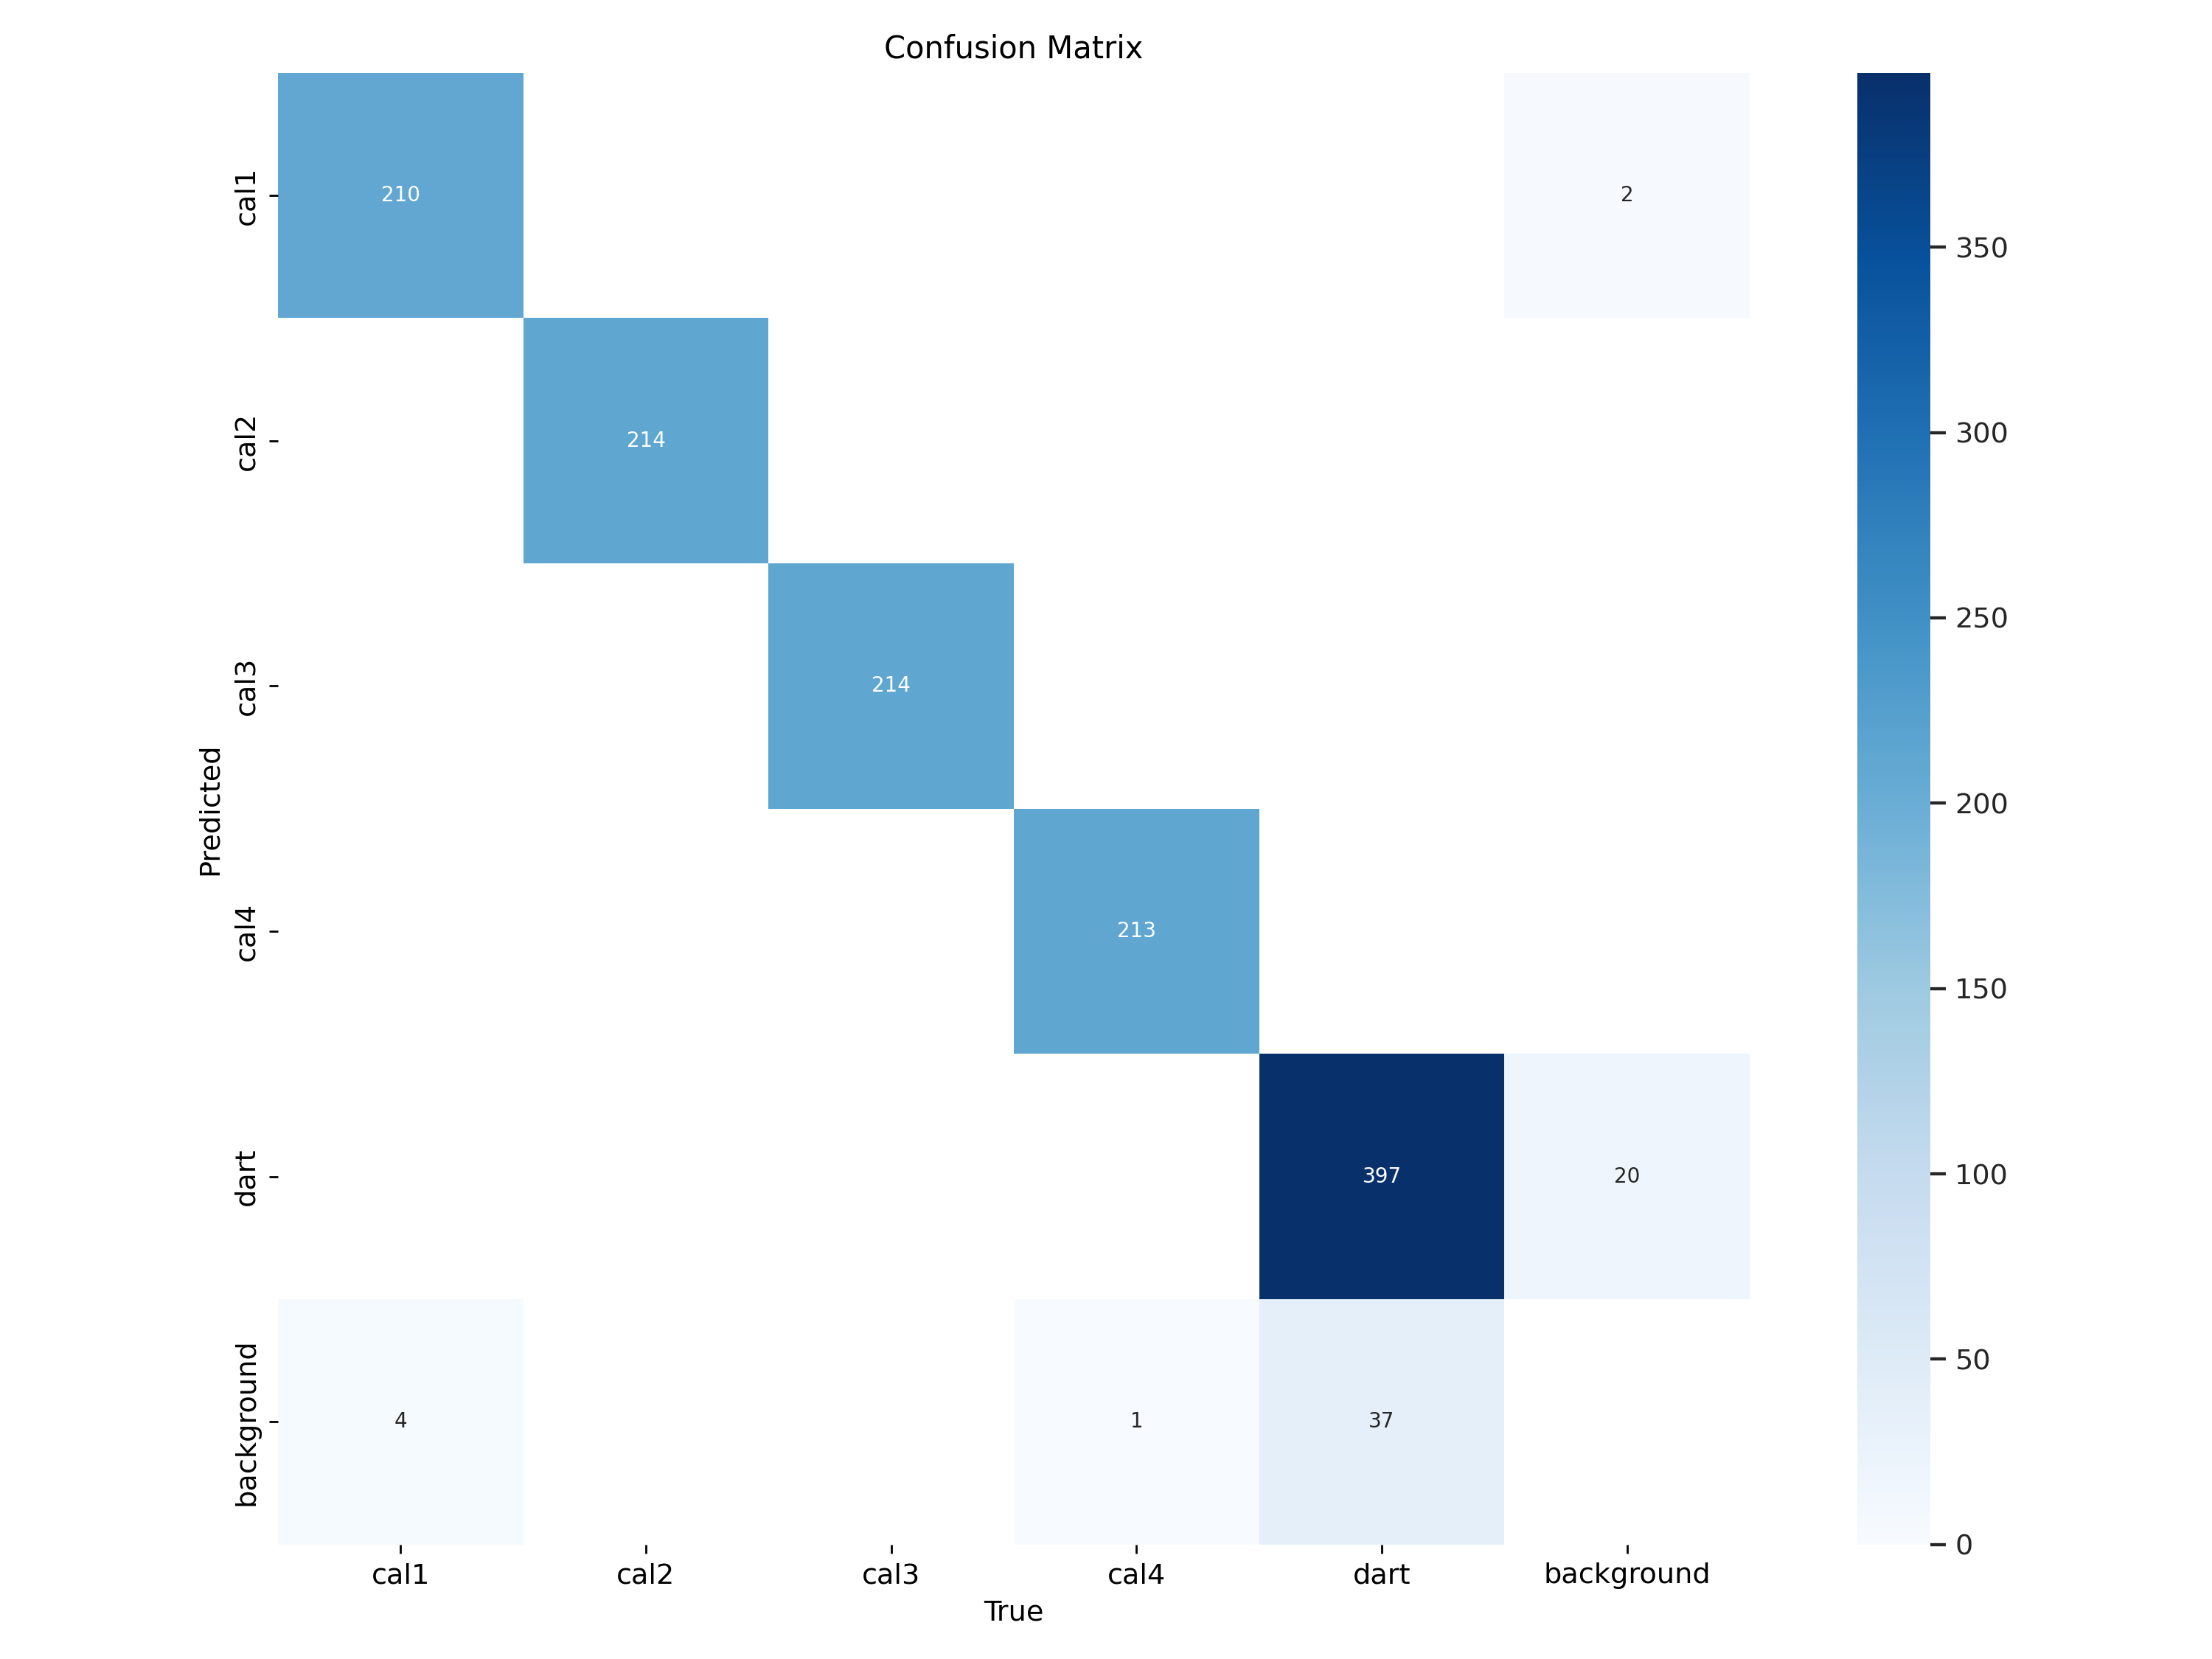 Confusion Matrix
cal1
210
2
350
300
cal2
214
250
cal3
214
200
Predicted
cal4
213
150
dart
397
20
100
50
background
4
1
37
0
cal1 cal2 cal3 cal4 dart background
True